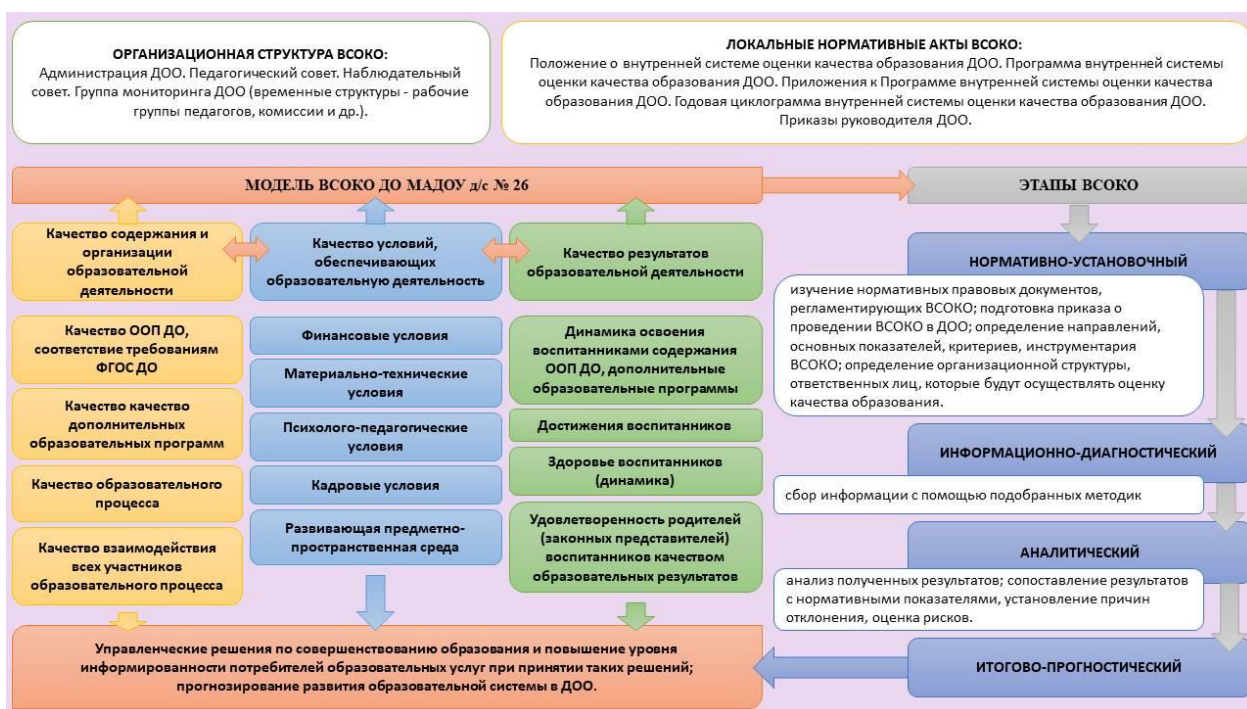 ОРГАНИЗАЦИОННАЯ СТРУКТУРА ВСОКО:
Администрация ДОО. Педагогический совет. Наблюдательный
совет. Группа мониторинга ДОО (временные структуры - рабочие
группы педагогов, комиссии и др.).
ЛОКАЛЬНЫЕ НОРМАТИВНЫЕ АКТЫ ВСОКО:
Положение о внутренней системе оценки качества образования ДОО. Программа внутренней системы
оценки качества образования ДОО. Приложения к Программе внутренней системы оценки качества
образования ДОО. Годовая циклограмма внутренней системы оценки качества образования ДОО.
Приказы руководителя ДОО.
МОДЕЛЬ ВСОКО ДО МАДОУ д/с № 26
Качество содержания и
организации
образовательной
деятельности
Качество ООП ДО,
соответствие требованиям
ФГОС ДО
Качество качество
дополнительных
образовательных программ
Качество образовательного
процесса
Качество взаимодействия
всех участников
образовательного процесса
Качество условий,
обеспечивающих
образовательную деятельность
Финансовые условия
Материально-технические
условия
Психолого-педагогические
условия
Кадровые условия
Развивающая предметно-
пространственная среда
Качество результатов
образовательной деятельности
Динамика освоения
воспитанниками содержания
ООП ДО, дополнительные
образовательные программы
Достижения воспитанников
Здоровье воспитанников
(динамика)
Удовлетворенность родителей
(законных представителей)
воспитанников качеством
образовательных результатов
Управленческие решения по совершенствованию образования и повышение уровня
информированности потребителей образовательных услуг при принятии таких решений;
прогнозирование развития образовательной системы в ДОО.
ЭТАПЫ ВСОКО
НОРМАТИВНО-УСТАНОВОЧНЫЙ
изучение нормативных правовых документов,
регламентирующих ВСОКО; подготовка приказа о
проведении ВСОКО в ДОО; определение направлений,
основных показателей, критериев, инструментария
ВСОКО; определение организационной структуры,
ответственных лиц, которые будут осуществлять оценку
качества образования.
ИНФОРМАЦИОННО-ДИАГНОСТИЧЕСКИЙ
сбор информации с помощью подобранных методик
АНАЛИТИЧЕСКИЙ
анализ полученных результатов; сопоставление результатов
с нормативными показателями, установление причин
отклонения, оценка рисков.
ИТОГОВО-ПРОГНОСТИЧЕСКИЙ